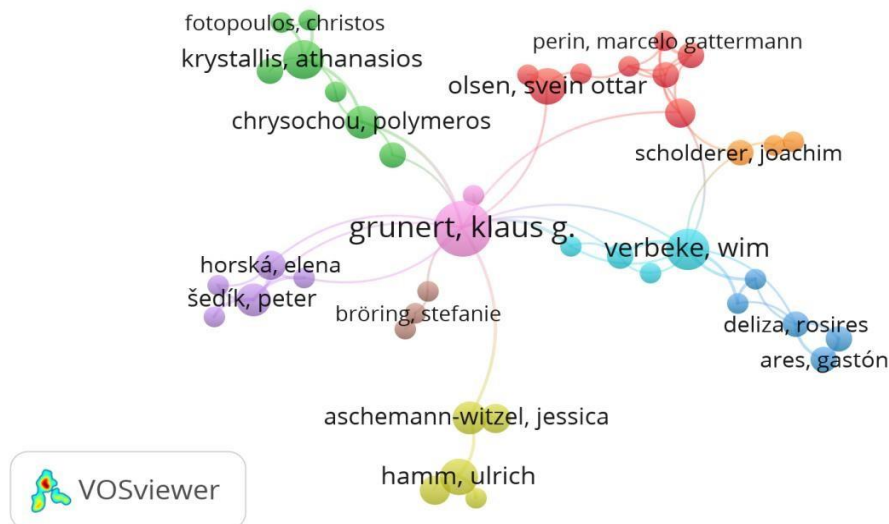 fotopoulos, christos
krystallis, athanasios
chrysochou, polymeros
perin, marcelo gattermann
olsen, svein ottar
scholderer, joachim
grunert, klaus g.
verbeke, wim
horská, elena
šedík, peter
bröring, stefanie
deliza, rosires
ares, gastón
aschemann-witzel, jessica
hamm, ulrich
VOSviewer